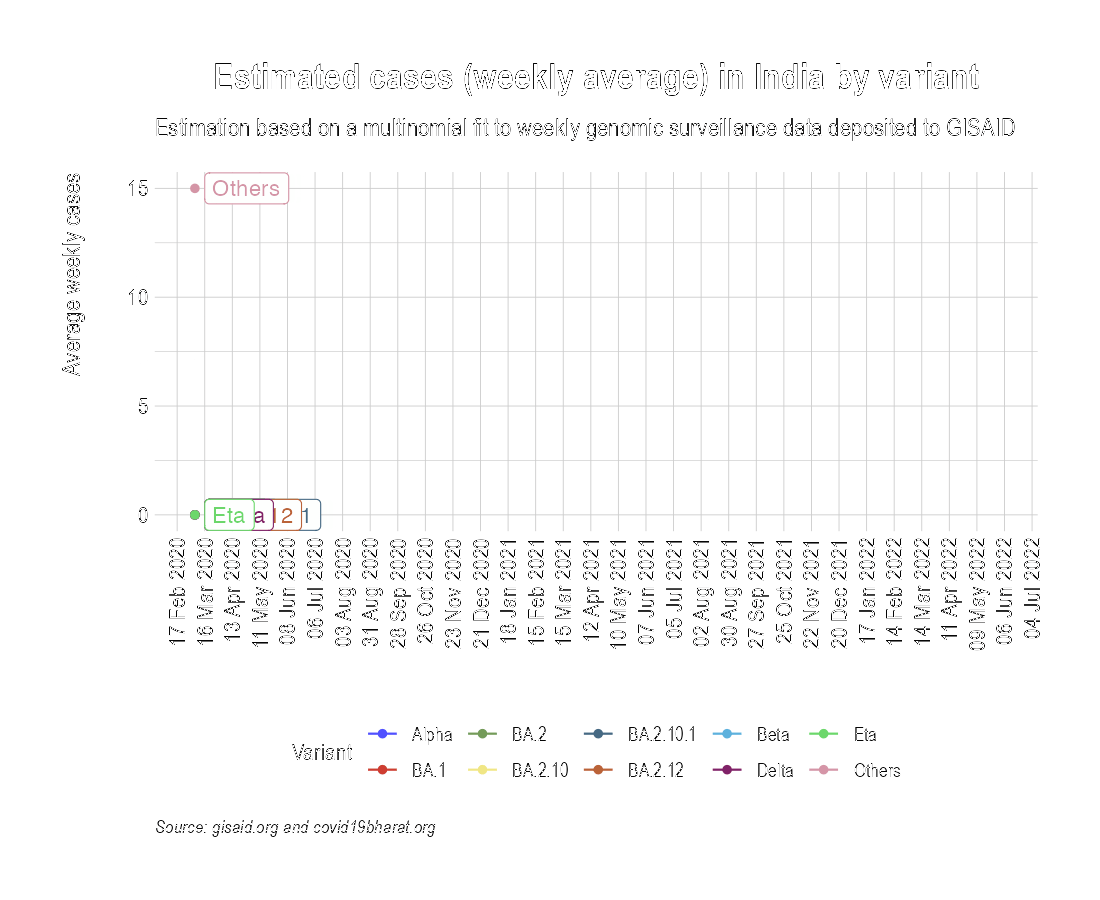 Estimated cases (weekly average) in India by variant
Estimation based on a multinomial fit to weekly genomic surveillance data deposited to GISAID
Average weekly cases
15
Others
10
5
0
Eta
a
12
1
17 Feb 2020
16 Mar 2020
13 Apr 2020
11 May 2020
08 Jun 2020
06 Jul 2020
03 Aug 2020
31 Aug 2020
28 Sep 2020
26 Oct 2020
23 Nov 2020
21 Dec 2020
18 Jan 2021
15 Feb 2021
15 Mar 2021
12 Apr 2021
10 May 2021
07 Jun 2021
05 Jul 2021
02 Aug 2021
30 Aug 2021
27 Sep 2021
25 Oct 2021
22 Nov 2021
20 Dec 2021
17 Jan 2022
14 Feb 2022
14 Mar 2022
11 Apr 2022
09 May 2022
06 Jun 2022
04 Jul 2022
Variant
Alpha BA.2 BA.2.10.1 Beta Eta
BA.1 BA.2.10 BA.2.12 Delta Others
Source: gisaid.org and covid19bharat.org